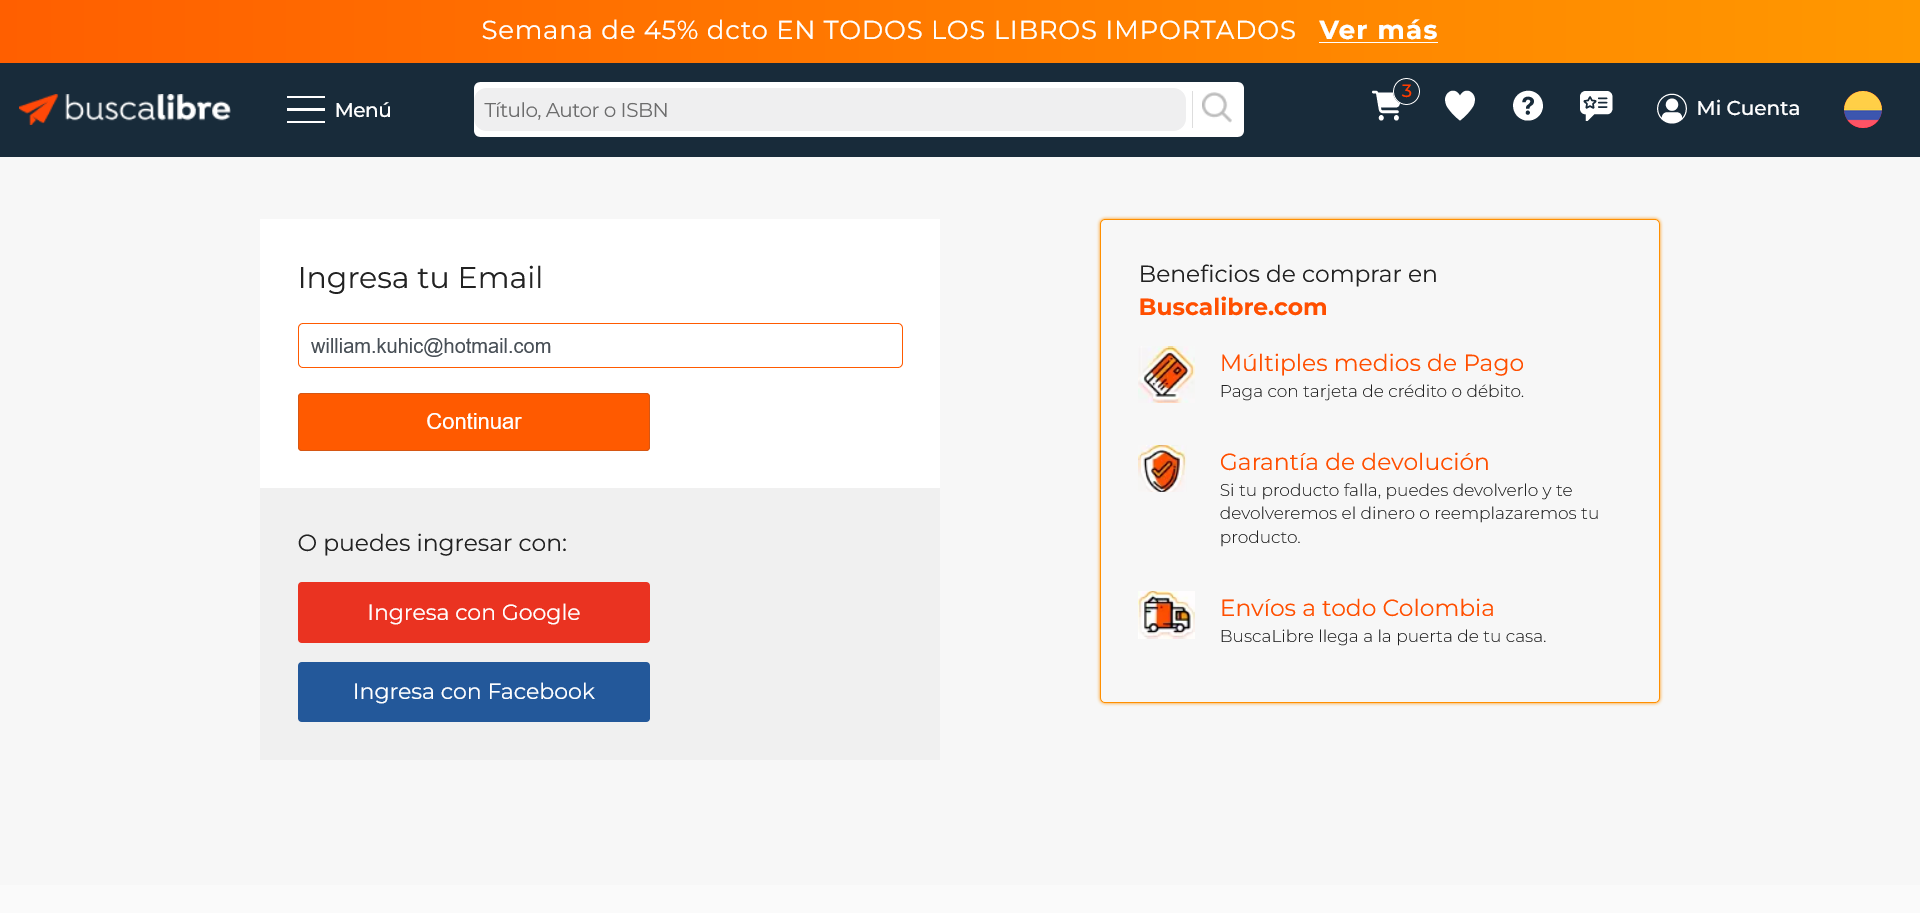 Semana de 45% dcto EN TODOS LOS LIBROS IMPORTADOS Ver más
buscalibre
Menú
Título, Autor o ISBN
3
Mi Cuenta
Ingresa tu Email
william.kuhic@hotmail.com
Continuar
O puedes ingresar con:
Ingresa con Google
Ingresa con Facebook
Beneficios de comprar en
Buscalibre.com
Múltiples medios de Pago
Paga con tarjeta de crédito o débito.
Garantía de devolución
Si tu producto falla, puedes devolverlo y te
devolveremos el dinero o reemplazaremos tu
producto.
Envíos a todo Colombia
BuscaLibre llega a la puerta de tu casa.